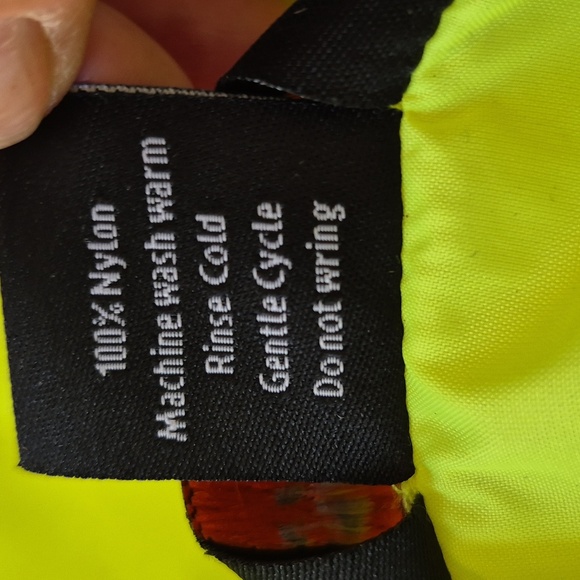 100% Nylon
Machine wash warm
Rinse Cold
Gentle Cycle
Do not wring